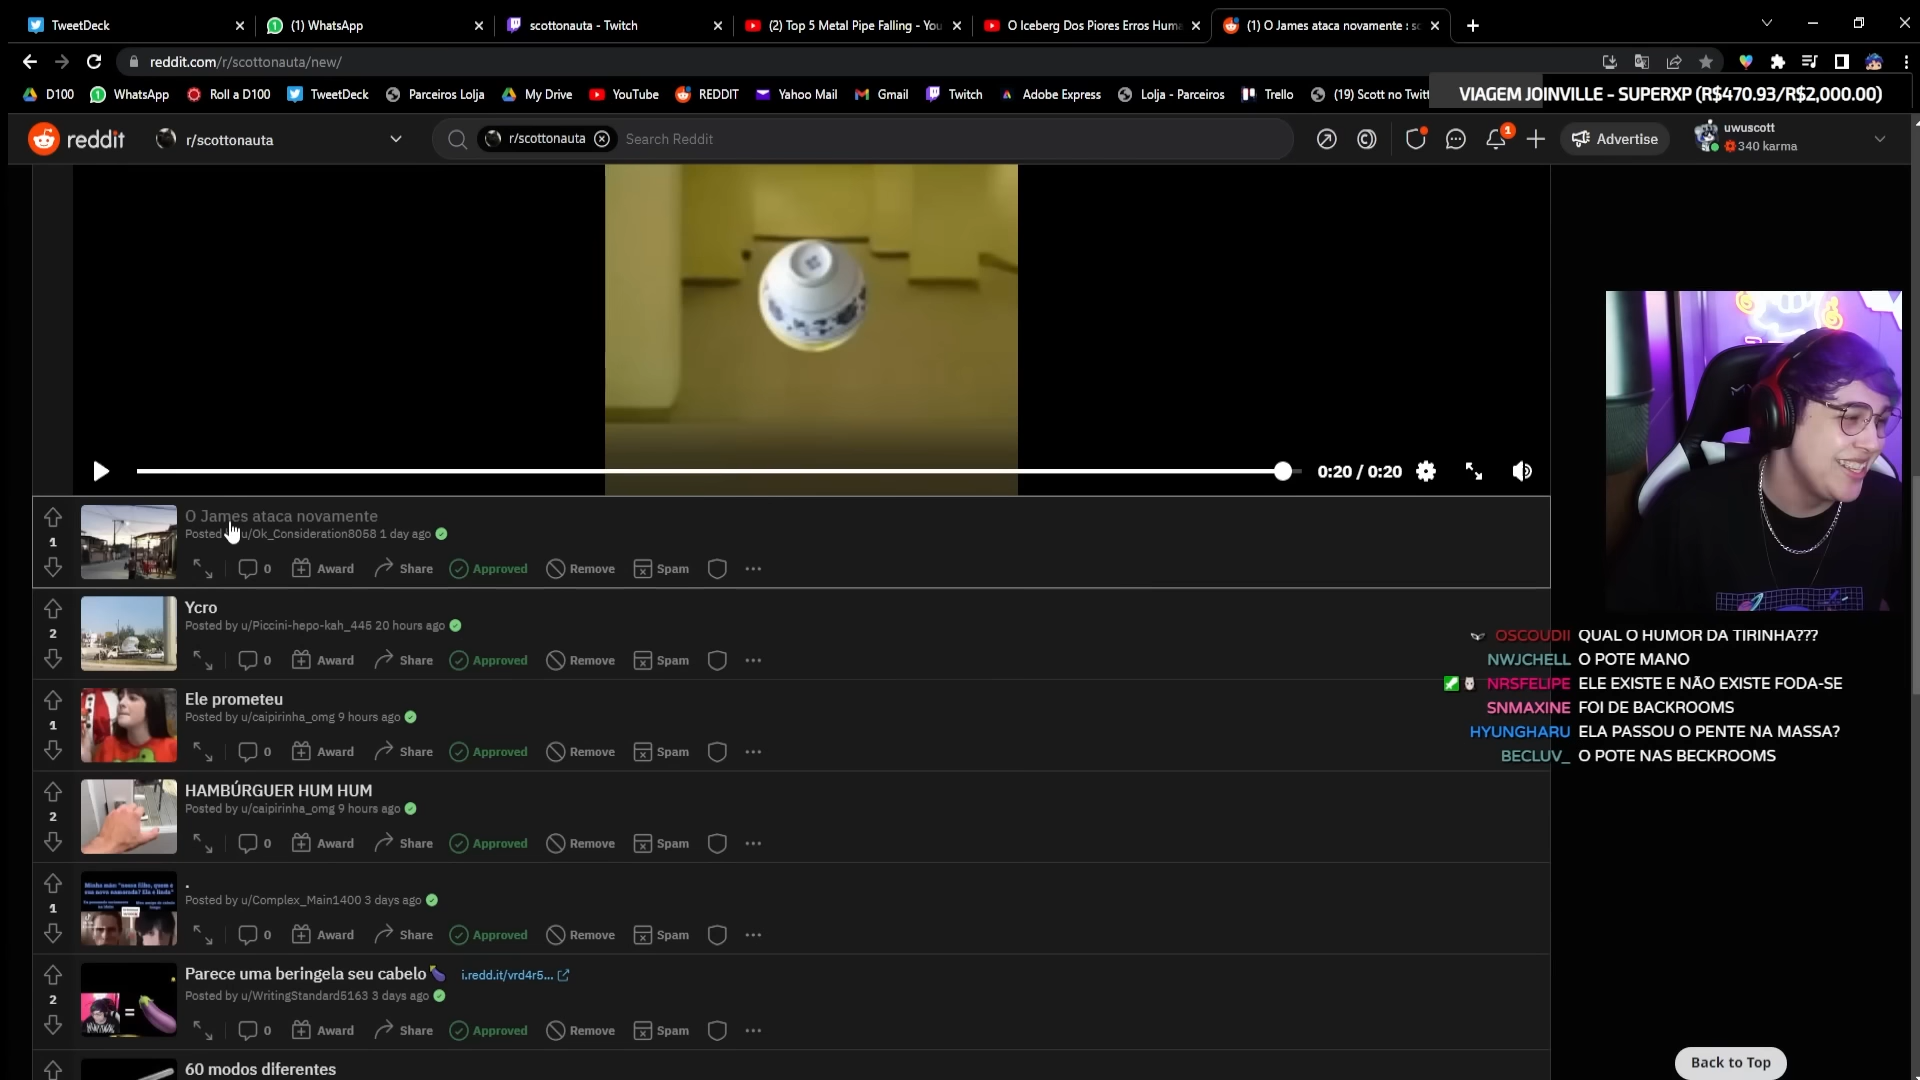 TweetDeck
(1) WhatsApp
scottonauta - Twitch
(2) Top 5 Metal Pipe Falling - You
O Iceberg Dos Piores Erros Huma
(1) O James ataca novamente : sc
reddit.com/r/scottonauta/new/
D100
WhatsApp
Roll a D100
TweetDeck
Parceiros Lolja
My Drive
YouTube
REDDIT
Yahoo Mail
Gmail
Twitch
Adobe Express
Lolja - Parceiros
Trello
(19) Scott no Twitt
VIAGEM JOINVILLE - SUPERXP (R$470.93/R$2,000.00)
reddit
r/scottonauta
r/scottonauta
Search Reddit
1
Advertise
uwuscott
340 karma
0:20 / 0:20
O James ataca novamente
Posted u/Ok_Consideration8058 1 day ago
1
0 Award Share Approved Remove Spam
Ycro
Posted by u/Piccini-hepo-kah_445 20 hours ago
2
0 Award Share Approved Remove Spam
Ele prometeu
Posted by u/caipirinha_omg 9 hours ago
1
0 Award Share Approved Remove Spam
HAMBÚRGUER HUM HUM
Posted by u/caipirinha_omg 9 hours ago
2
0 Award Share Approved Remove Spam
.
Posted by u/Complex_Main1400 3 days ago
1
0 Award Share Approved Remove Spam
Parece uma beringela seu cabelo🍆 i.redd.it/vrd4r5...
Posted by u/WritingStandard5163 3 days ago
2
0 Award Share Approved Remove Spam
60 modos diferentes
OSCOUDII QUAL O HUMOR DA TIRINHA???
NWJCHELL O POTE MANO
NRSFELIPE ELE EXISTE E NÃO EXISTE FODA-SE
SNMAXINE FOI DE BACKROOMS
HYUNGHARU ELA PASSOU O PENTE NA MASSA?
BECLUV_ O POTE NAS BECKROOMS
Back to Top